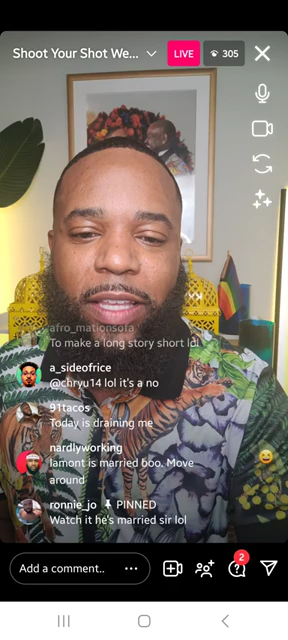 Shoot Your Shot We...
LIVE
305
afro_mationsofa
To make a long story short lol
a_sideofrice
@chryu14 lol it's a no
91tacos
Today is draining me
nardlyworking
lamont is married boo. Move
around
ronnie_jo PINNED
Watch it he's married sir lol
Add a comment..
2